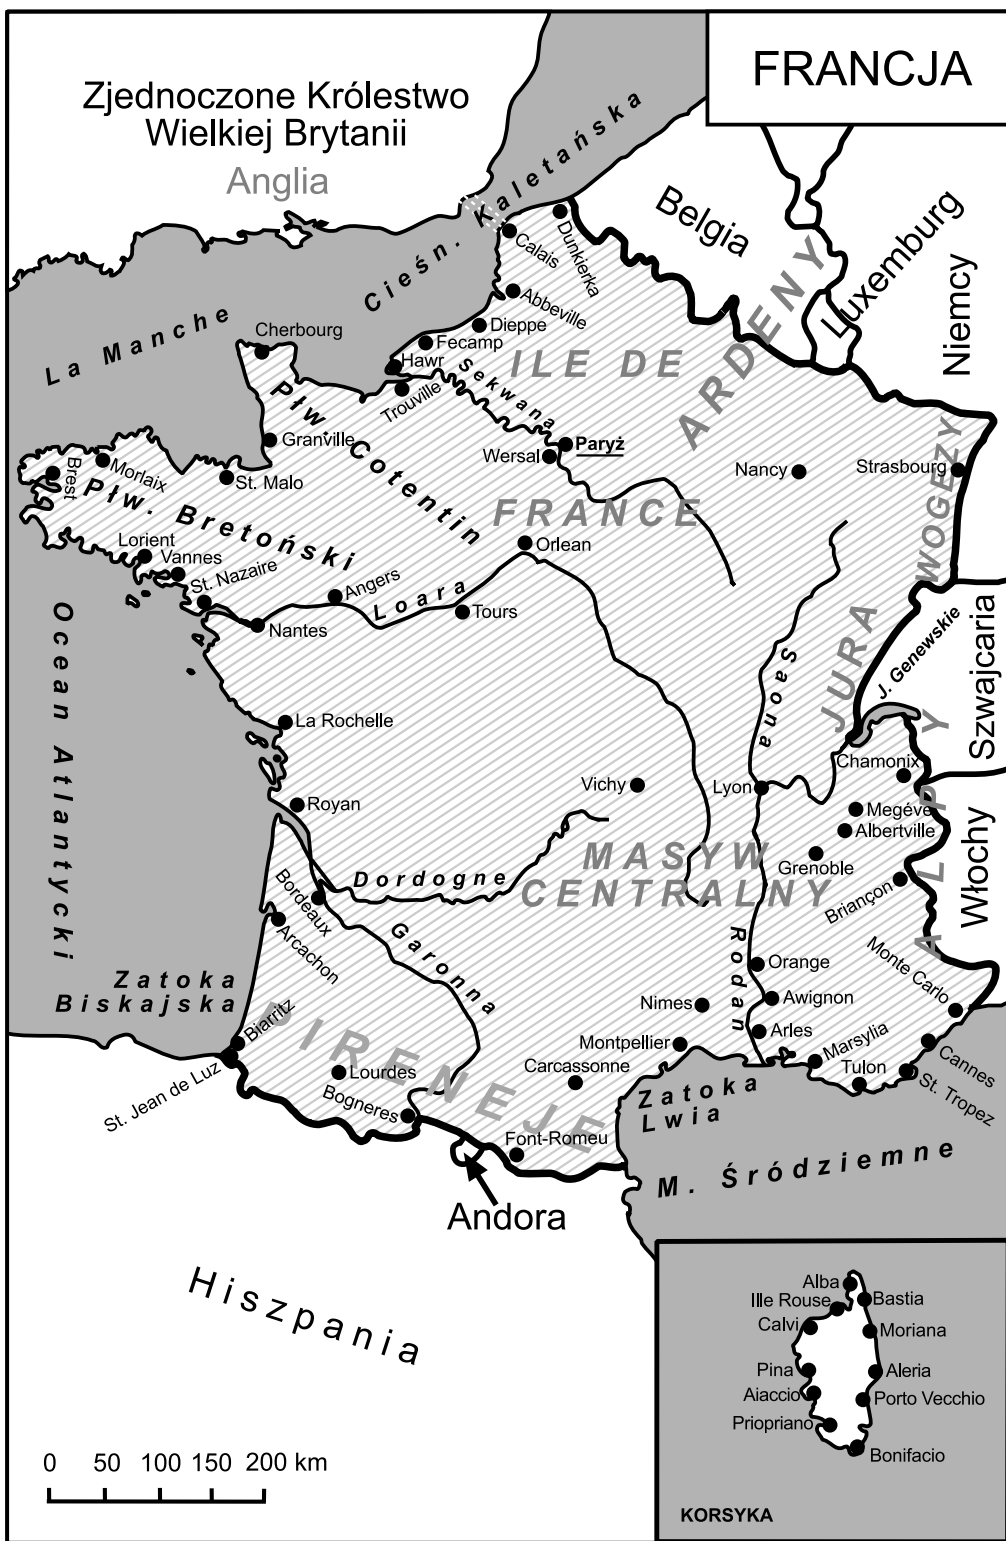 FRANCJA
Zjednoczone Królestwo
Wielkiej Brytanii
Anglia
Cieśn. Kaletańska
La Manche
Belgia
Luxemburg
Niemcy
ARDENY
Dunkierka
Calais
Abbeville
Dieppe
Fecamp
Hawr
Trouville
Cherbourg
Sekwana
ILE DE
FRANCE
Płw. Cotentin
Granville
Paryż
Wersal
Nancy
Strasbourg
WOGEZY
Brest
Morlaix
St. Malo
Płw. Bretoński
Lorient
Vannes
St. Nazaire
Angers
Loara
Orlean
Tours
Nantes
Ocean Atlantycki
Saona
JURA
J. Genewskie
Szwajcaria
La Rochelle
Royan
Vichy
Lyon
Chamonix
Megéve
Albertville
Grenoble
Briançon
ALPY
Włochy
MASYW
CENTRALNY
Dordogne
Bordeaux
Arcachon
Garonna
Rodan
Orange
Awignon
Arles
Nimes
Montpellier
Monte Carlo
Marsylia
Tulon
Cannes
St. Tropez
Zatoka
Biskajska
Biarritz
St. Jean de Luz
PIRENEJE
Lourdes
Bogneres
Carcassonne
Font-Romeu
Zatoka
Lwia
M. Śródziemne
Andora
Hiszpania
0 50 100 150 200 km
Alba
Ille Rouse
Bastia
Calvi
Moriana
Pina
Aleria
Aiaccio
Porto Vecchio
Priopriano
Bonifacio
KORSYKA